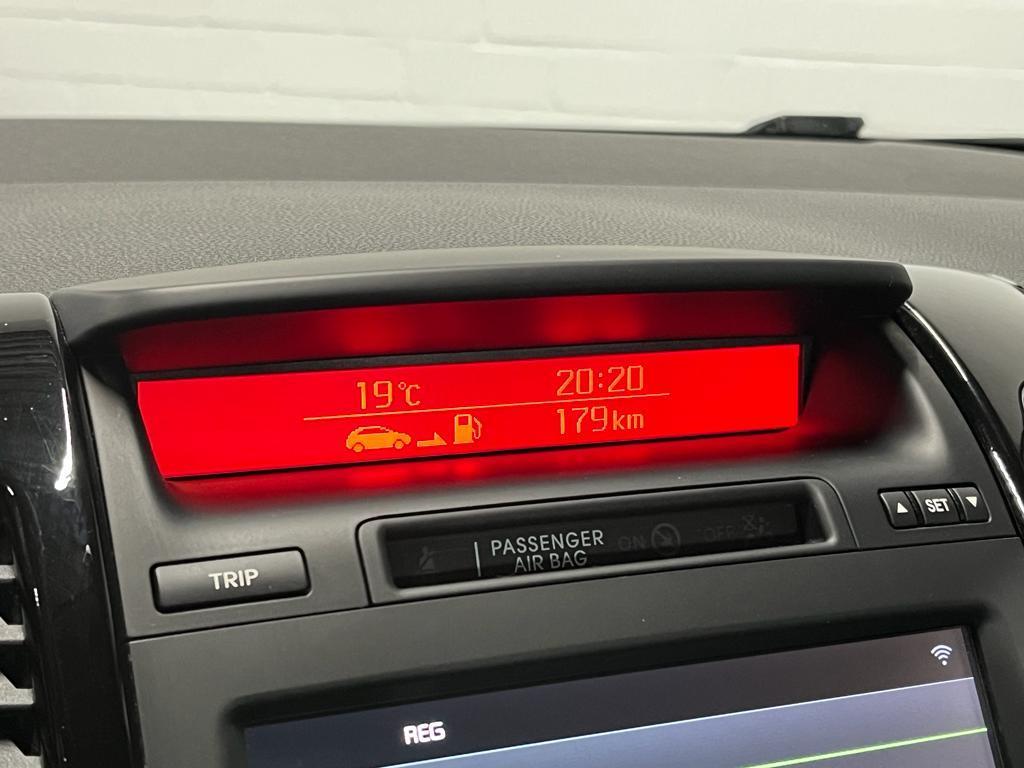 19°C 20:20
179km
PASSENGER ON OFF
AIR BAG
SET
TRIP
REG